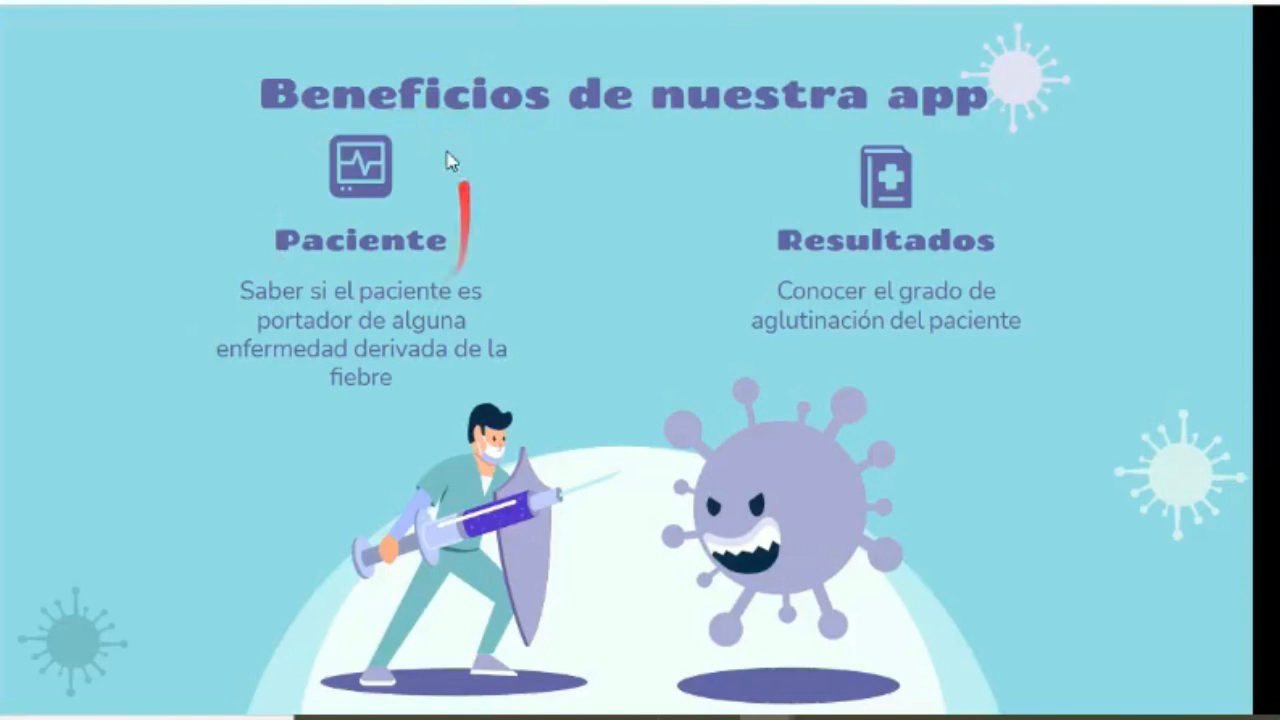 Beneficios de nuestra app
Paciente
Saber si el paciente es
portador de alguna
enfermedad derivada de la
fiebre
Resultados
Conocer el grado de
aglutinación del paciente